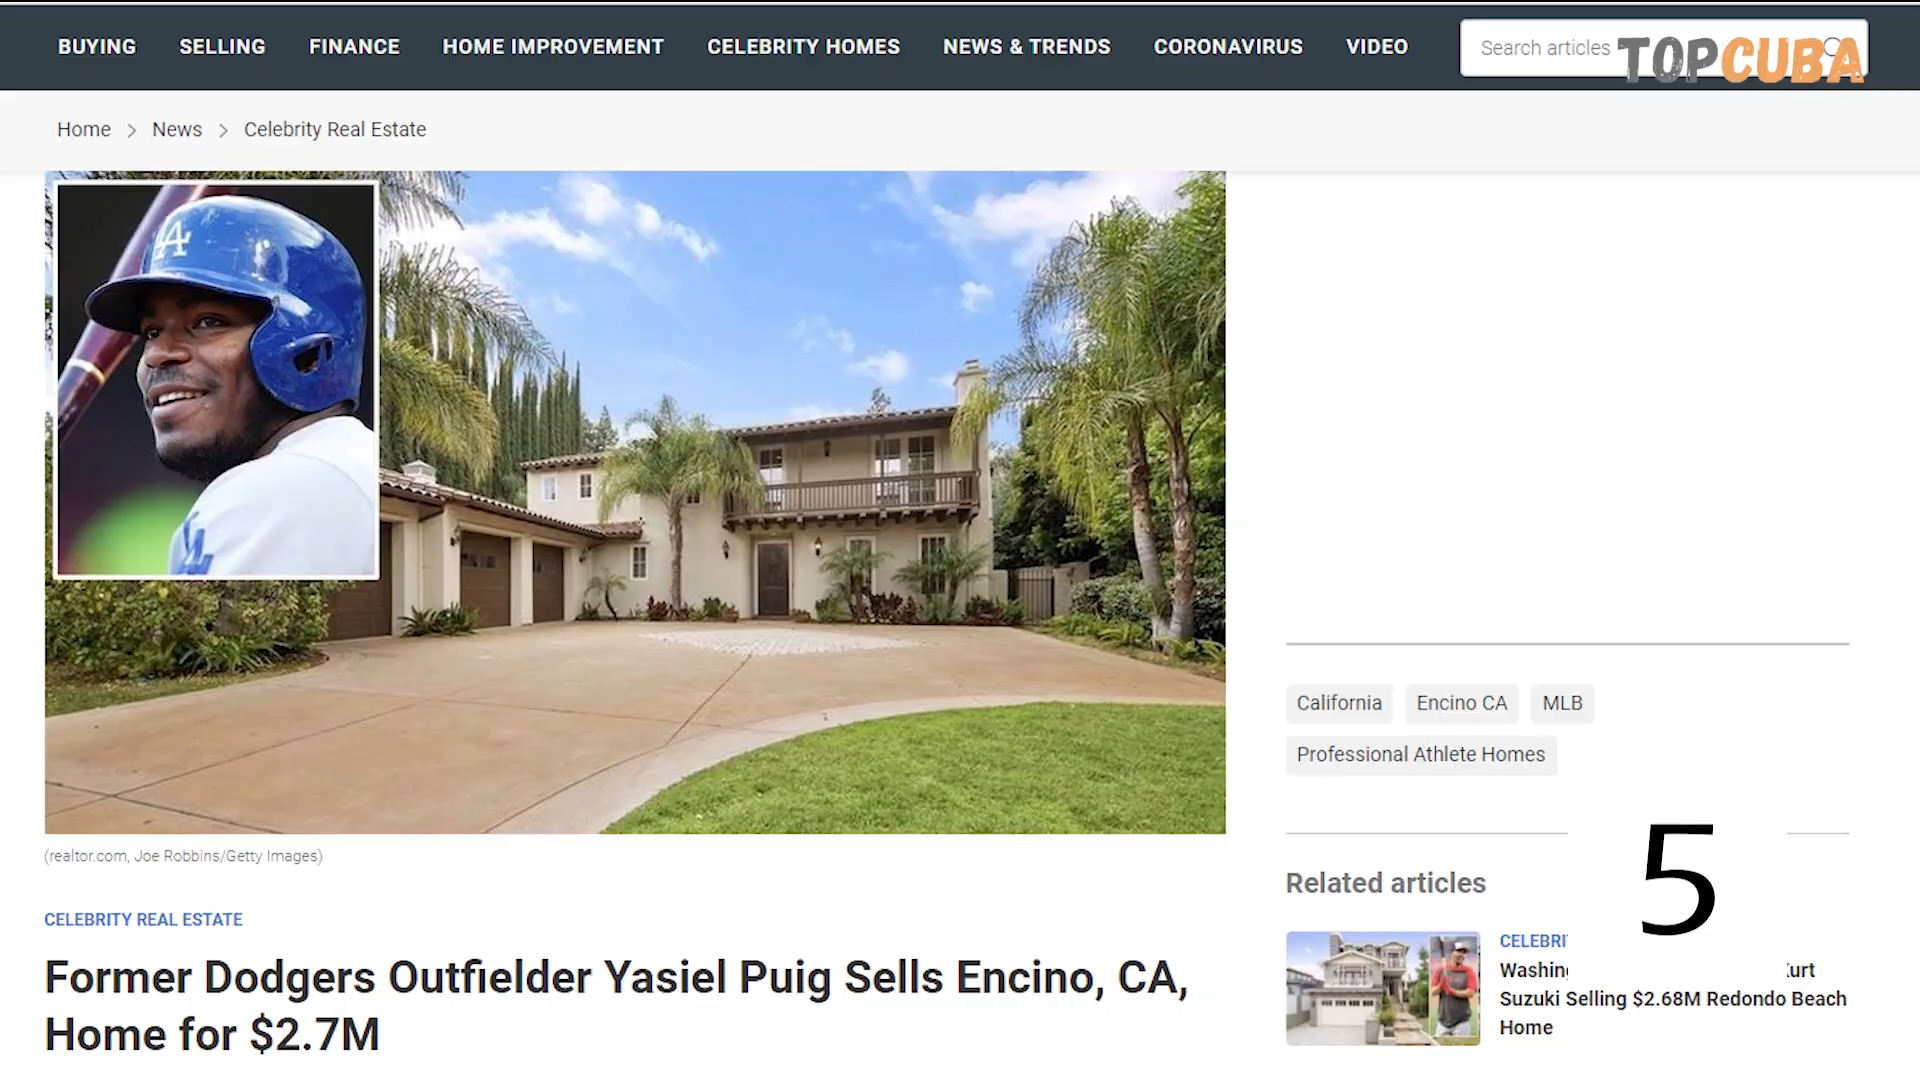 BUYING SELLING FINANCE HOME IMPROVEMENT CELEBRITY HOMES NEWS & TRENDS CORONAVIRUS VIDEO Search articles
TOPCUBA
Home > News > Celebrity Real Estate
LA
(realtor.com, Joe Robbins/Getty Images)
CELEBRITY REAL ESTATE
Former Dodgers Outfielder Yasiel Puig Sells Encino, CA,
Home for $2.7M
California Encino CA MLB
Professional Athlete Homes
5
Related articles
Suzuki Selling $2.68M Redondo Beach
Home